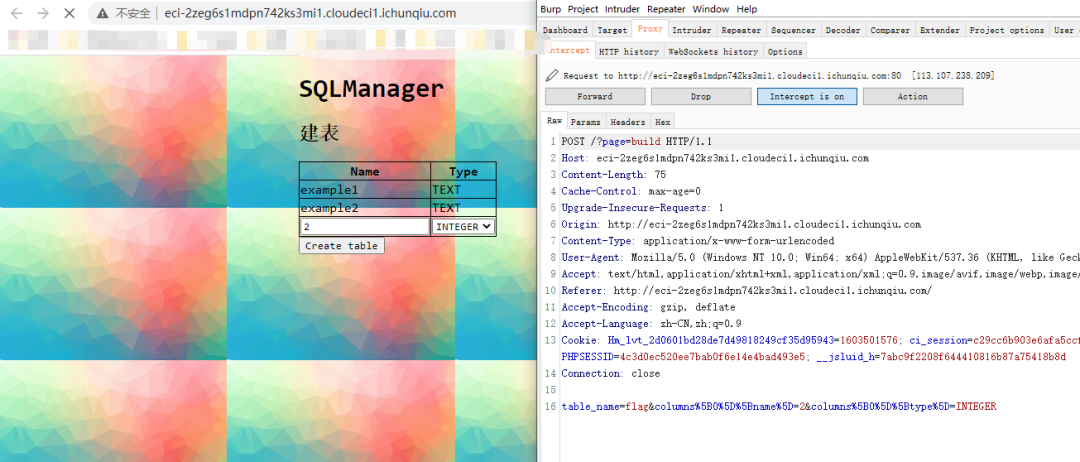 不安全 eci-2zeg6s1mdpn742ks3mi1.cloudeci1.ichunqiu.com
SQLManager
建表
Name Type
example1 TEXT
example2 TEXT
2 INTEGER
Create table
Burp Project Intruder Repeater Window Help
Dashboard Target Proxy Intruder Repeater Sequencer Decoder Comparer Extender Project options User
Intercept HTTP history WebSockets history Options
Request to http://eci-2zeg6s1mdpn742ks3mi1.cloudeci1.ichunqiu.com:80 [113.107.238.209]
Forward Drop Intercept is on Action
Raw Params Headers Hex
1 POST /?page=build HTTP/1.1
2 Host: eci-2zeg6s1mdpn742ks3mi1.cloudeci1.ichunqiu.com
3 Content-Length: 75
4 Cache-Control: max-age=0
5 Upgrade-Insecure-Requests: 1
6 Origin: http://eci-2zeg6s1mdpn742ks3mi1.cloudeci1.ichunqiu.com
7 Content-Type: application/x-www-form-urlencoded
8 User-Agent: Mozilla/5.0 (Windows NT 10.0; Win64; x64) AppleWebKit/537.36 (KHTML, like Geck
9 Accept: text/html,application/xhtml+xml,application/xml;q=0.9,image/avif,image/webp,image/
10 Referer: http://eci-2zeg6s1mdpn742ks3mi1.cloudeci1.ichunqiu.com/
11 Accept-Encoding: gzip, deflate
12 Accept-Language: zh-CN,zh;q=0.9
13 Cookie: Hm_lvt_2d0601bd28de7d49818249cf35d95943=1603501576; ci_session=c29cc6b903e6afa5ccf
PHPSESSID=4c3d0ec520ee7bab0f6e14e4bad493e5; __jsluid_h=7abc9f2208f644410816b87a75418b8d
14 Connection: close
15
16 table_name=flag&columns%5B0%5D%5Bname%5D=2&columns%5B0%5D%5Btype%5D=INTEGER